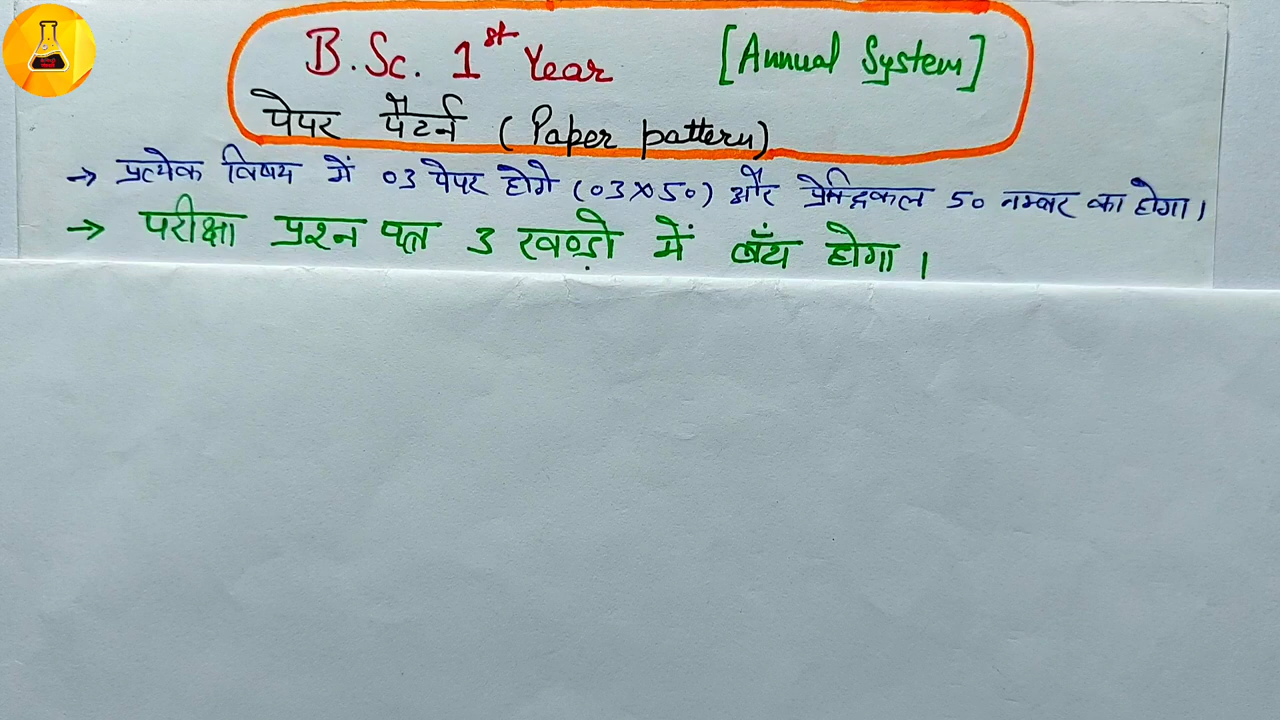 B.Sc. 1st Year [Annual System]
पेपर पैटर्न (Paper pattern)
→ प्रत्येक विषय में 03 पेपर होगे (03×50) और प्रेक्टिकल 50 नम्बर का होगा।
→ परीक्षा प्रश्न पत्र 3 खण्डो में बँटा होगा।